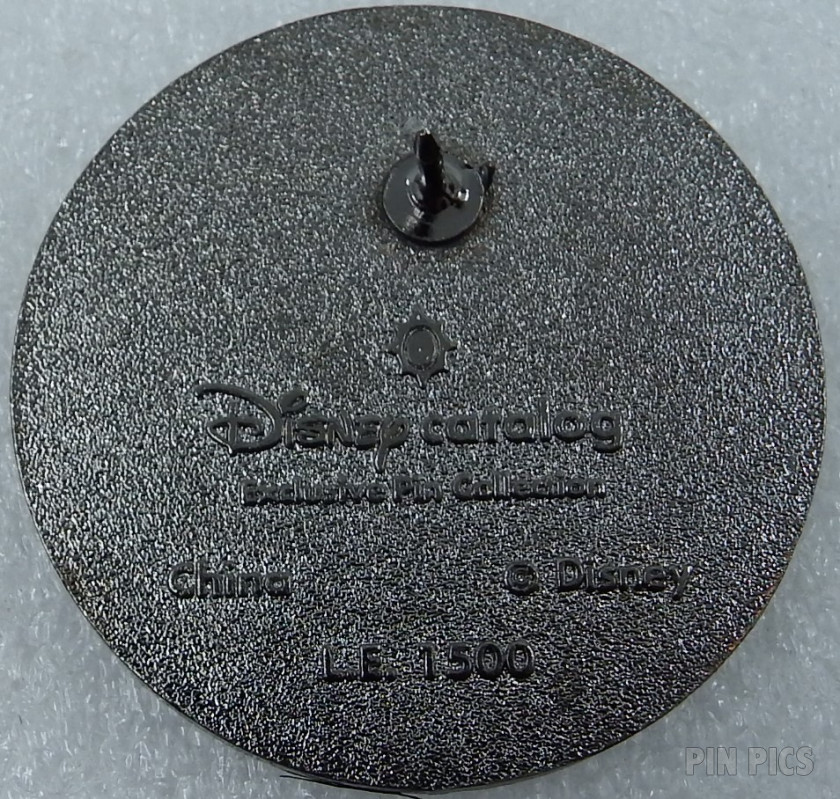 Disney catalog
Exclusive Pin Collection
China © Disney
L.E. 1500
PIN PICS